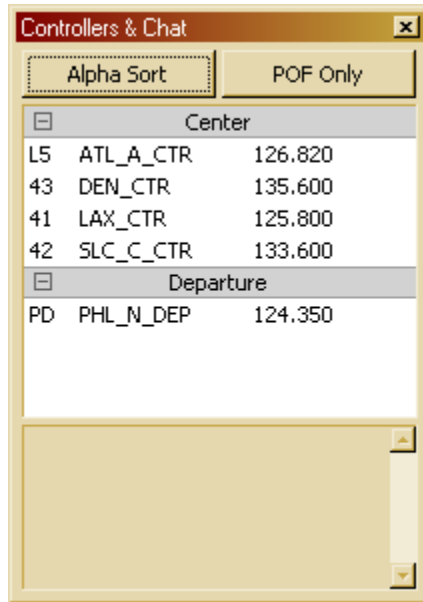 Controllers & Chat
Alpha Sort POF Only
Center
L5 ATL_A_CTR 126.820
43 DEN_CTR 135.600
41 LAX_CTR 125.800
42 SLC_C_CTR 133.600
Departure
PD PHL_N_DEP 124.350